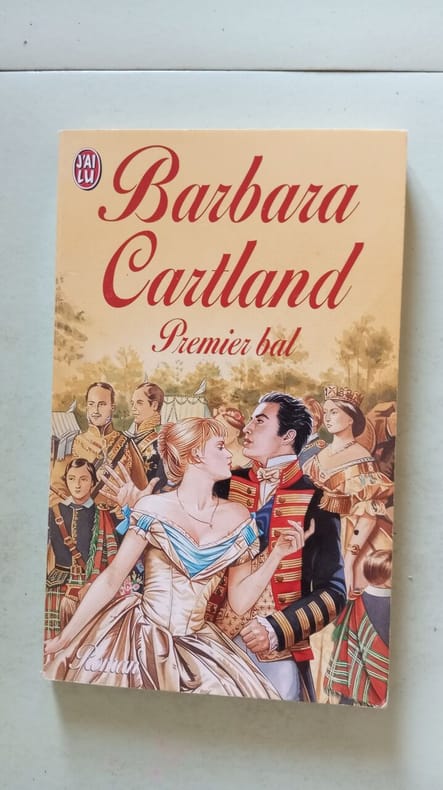 J'AI
LU
Barbara
Cartland
Premier bal
Roman